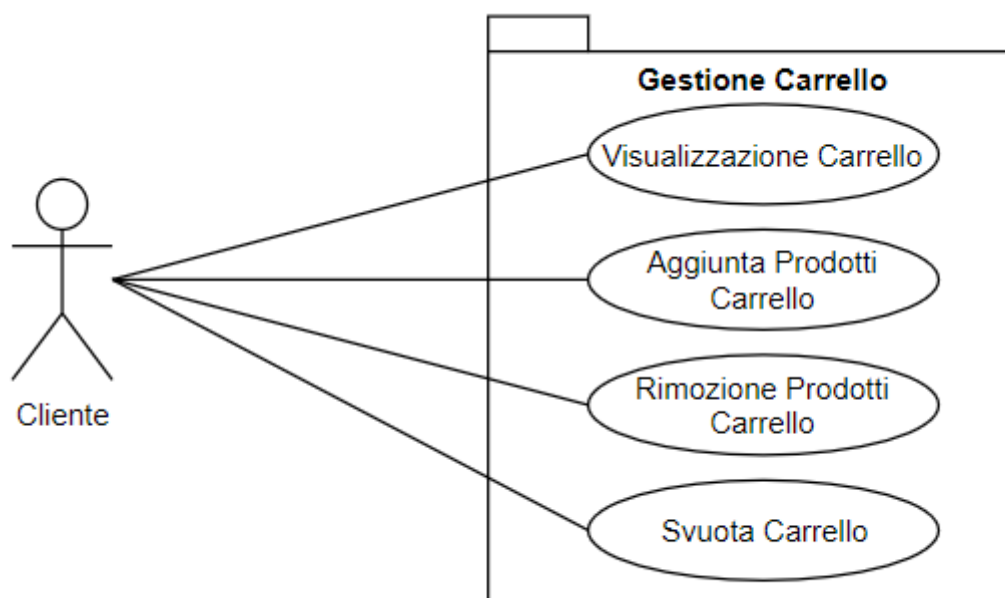 Gestione Carrello
Visualizzazione Carrello
Aggiunta Prodotti
Carrello
Rimozione Prodotti
Carrello
Svuota Carrello
Cliente